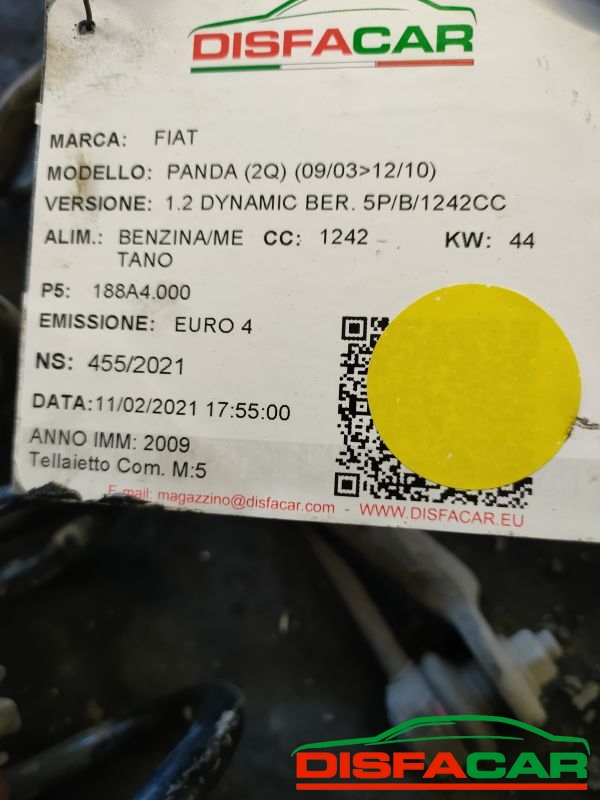 DISFACAR
MARCA: FIAT
MODELLO: PANDA (2Q) (09/03>12/10)
VERSIONE: 1.2 DYNAMIC BER. 5P/B/1242CC
ALIM.: BENZINA/ME CC: 1242 KW: 44
TANO
P5: 188A4.000
EMISSIONE: EURO 4
NS: 455/2021
DATA:11/02/2021 17:55:00
ANNO IMM: 2009
Tellaietto Com. M:5
E-mail: magazzino@disfacar.com - WWW.DISFACAR.EU
DISFACAR